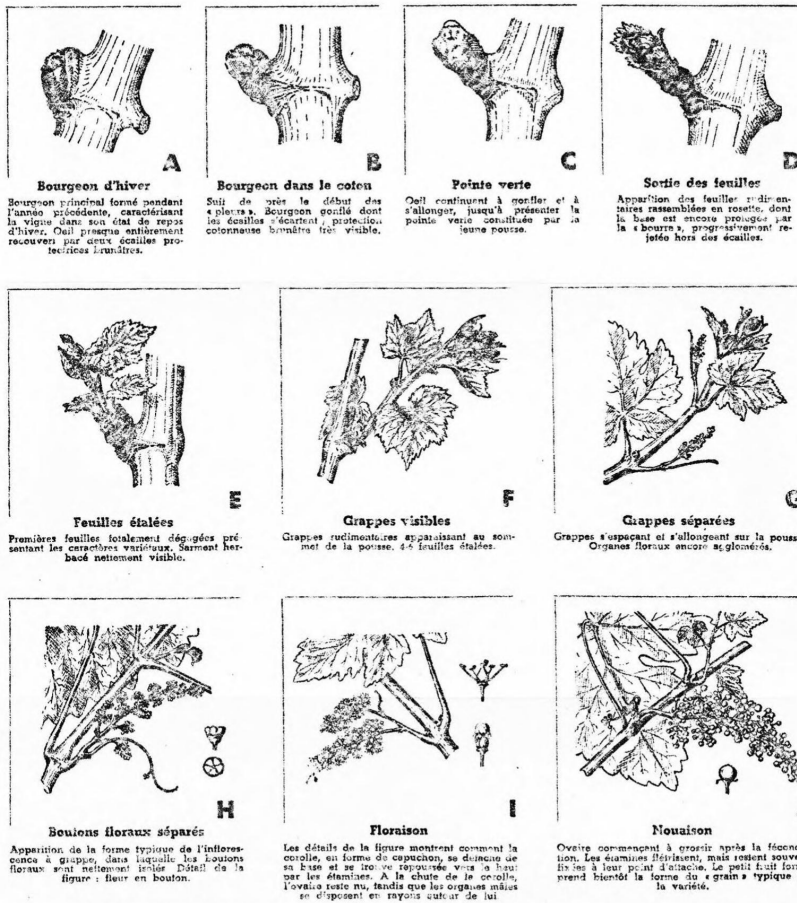 A
Bourgeon d'hiver
Bourgeon principal formé pendant
l'année précédente, caractérisant
la vigne dans son état de repos
d'hiver. Oeil presque entièrement
recouvert par deux écailles pro-
tectrices brunâtres.
B
Bourgeon dans le coton
Suit de près le début des
« pleurs ». Bourgeon gonflé dont
les écailles s'écartent, protection
cotonneuse brunâtre très visible.
C
Pointe verte
Oeil continuent à gonfler et à
s'allonger, jusqu'à présenter la
pointe verte constituée par la
jeune pousse.
D
Sortie des feuilles
Apparition des feuilles rudimen-
taires rassemblées en rosette, dont
la base est encore protégée par
la « bourre », progressivement re-
jetée hors des écailles.
E
Feuilles étalées
Premières feuilles totalement dégagées pré-
sentant les caractères variétaux. Sarment her-
bacé nettement visible.
F
Grappes visibles
Grappes rudimentaires apparaissant au som-
met de la pousse. 4-6 feuilles étalées.
G
Grappes séparées
Grappes s'espaçant et s'allongeant sur la pouss
Organes floraux encore agglomérés.
H
Boutons floraux séparés
Apparition de la forme typique de l'inflores-
cence à grappe, dans laquelle les boutons
floraux sont nettement isolés Détail de la
figure : fleur en bouton.
I
Floraison
Les détails de la figure montrent comment la
corolle, en forme de capuchon, se détache de
sa base et se trouve repoussée vers le haut
par les étamines. A la chute de la corolle,
l'ovaire reste nu, tandis que les organes mâles
se disposent en rayons autour de lui
Nouaison
Ovaire commençant à grossir après la fécon
tion. Les étamines flétrissent, mais restent souve
fixées à leur point d'attache. Le petit fruit for
prend bientôt la forme du « grain » typique
la variété.